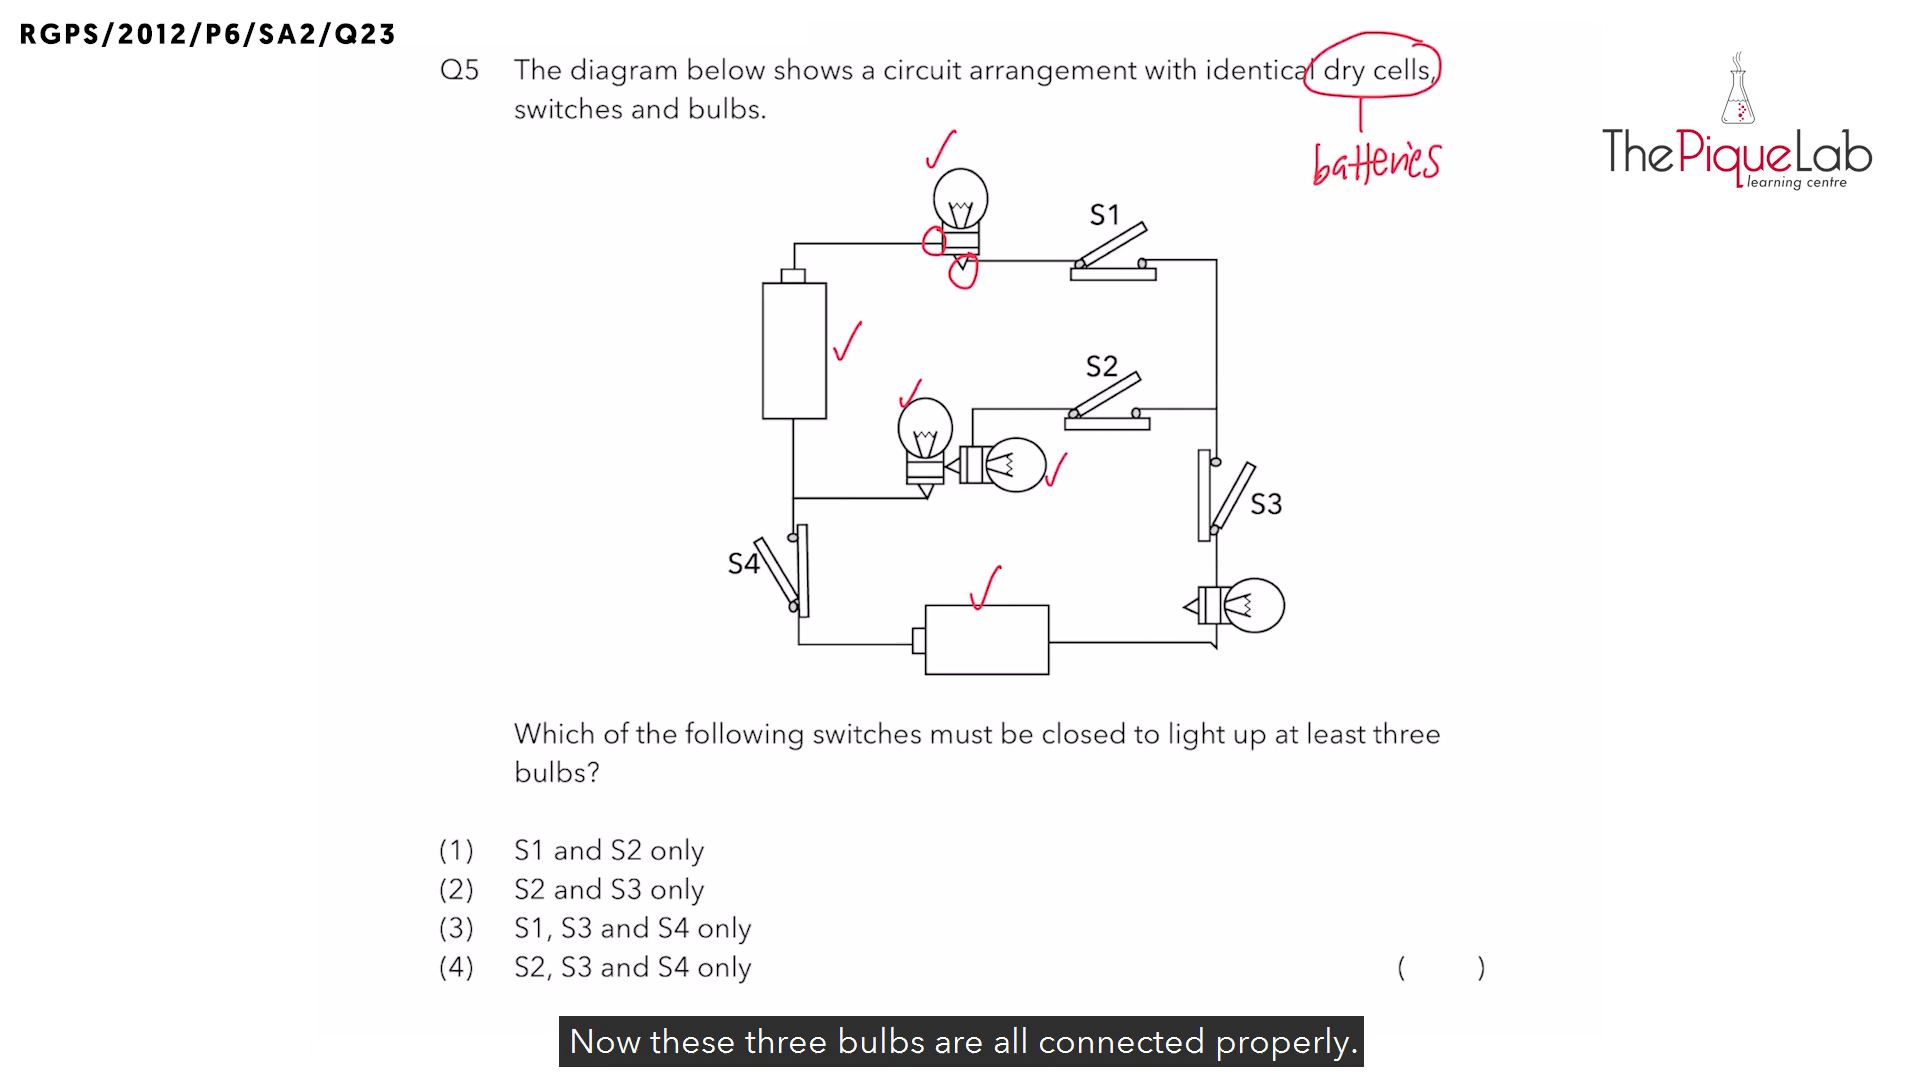 RGPS/2012/P6/SA2/Q23
Q5 The diagram below shows a circuit arrangement with identical dry cells,
switches and bulbs.
batteries
ThePiqueLab
learning centre
S1
S2
S3
S4
Which of the following switches must be closed to light up at least three
bulbs?
(1) S1 and S2 only
(2) S2 and S3 only
(3) S1, S3 and S4 only
(4) S2, S3 and S4 only ( )
Now these three bulbs are all connected properly.